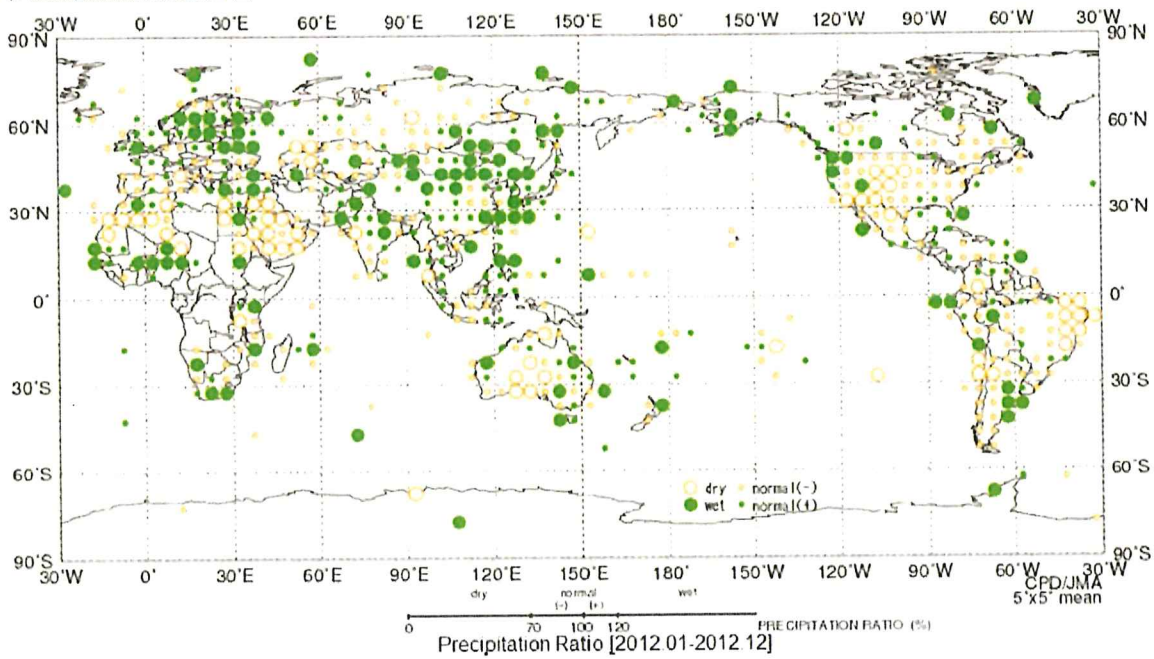 30°W 0° 30°E 60°E 90°E 120°E 150°E 180° 150°W 120°W 90°W 60°W 30°W
90°N 90°N
60°N 60°N
30°N 30°N
0° 0°
30°S 30°S
60°S 60°S
dry normal(-)
wet normal(+)
90°S 90°S
30°W 0° 30°E 60°E 90°E 120°E 150°E 180° 150°W 120°W 90°W 60°W 30°W
CPD/JMA
5°x5° mean
dry normal wet
(-) (+)
0 70 100 120 PRECIPITATION RATIO (%)
Precipitation Ratio [2012.01-2012.12]